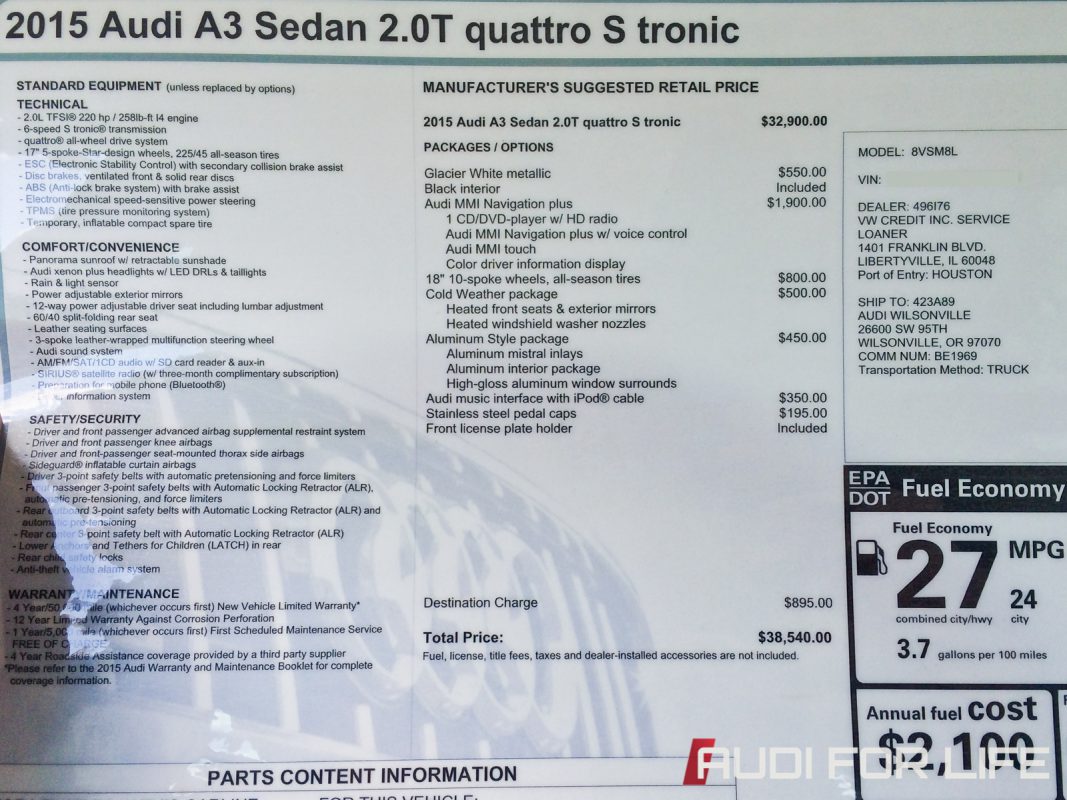 2015 Audi A3 Sedan 2.0T quattro S tronic
STANDARD EQUIPMENT (unless replaced by options)
TECHNICAL
- 2.0L TFSI® 220 hp / 258lb-ft I4 engine
- 6-speed S tronic® transmission
- quattro® all-wheel drive system
- 17" 5-spoke-Star-design wheels, 225/45 all-season tires
- ESC (Electronic Stability Control) with secondary collision brake assist
- Disc brakes, ventilated front & solid rear discs
- ABS (Anti-lock brake system) with brake assist
- Electromechanical speed-sensitive power steering
- TPMS (tire pressure monitoring system)
- Temporary, inflatable compact spare tire
COMFORT/CONVENIENCE
- Panorama sunroof w/ retractable sunshade
- Audi xenon plus headlights w/ LED DRLs & taillights
- Rain & light sensor
- Power adjustable exterior mirrors
- 12-way power adjustable driver seat including lumbar adjustment
- 60/40 split-folding rear seat
- Leather seating surfaces
- 3-spoke leather-wrapped multifunction steering wheel
- Audi sound system
- AM/FM/SAT/1CD audio w/ SD card reader & aux-in
- SIRIUS® satellite radio (w/ three-month complimentary subscription)
- Preparation for mobile phone (Bluetooth®)
- Driver information system
SAFETY/SECURITY
- Driver and front passenger advanced airbag supplemental restraint system
- Driver and front passenger knee airbags
- Driver and front-passenger seat-mounted thorax side airbags
- Sideguard® inflatable curtain airbags
- Driver 3-point safety belts with automatic pretensioning and force limiters
- Front passenger 3-point safety belts with Automatic Locking Retractor (ALR),
automatic pre-tensioning, and force limiters
- Rear outboard 3-point safety belts with Automatic Locking Retractor (ALR) and
automatic pre-tensioning
- Rear center 3-point safety belt with Automatic Locking Retractor (ALR)
- Lower Anchors and Tethers for Children (LATCH) in rear
- Rear child safety locks
- Anti-theft vehicle alarm system
WARRANTY/MAINTENANCE
- 4 Year/50,000 mile (whichever occurs first) New Vehicle Limited Warranty*
- 12 Year Limited Warranty Against Corrosion Perforation
- 1 Year/5,000 mile (whichever occurs first) First Scheduled Maintenance Service
FREE OF CHARGE
- 4 Year Roadside Assistance coverage provided by a third party supplier
*Please refer to the 2015 Audi Warranty and Maintenance Booklet for complete
coverage information.
MANUFACTURER'S SUGGESTED RETAIL PRICE
2015 Audi A3 Sedan 2.0T quattro S tronic $32,900.00
PACKAGES / OPTIONS
Glacier White metallic $550.00
Black interior Included
Audi MMI Navigation plus $1,900.00
1 CD/DVD-player w/ HD radio
Audi MMI Navigation plus w/ voice control
Audi MMI touch
Color driver information display
18" 10-spoke wheels, all-season tires $800.00
Cold Weather package $500.00
Heated front seats & exterior mirrors
Heated windshield washer nozzles
Aluminum Style package $450.00
Aluminum mistral inlays
Aluminum interior package
High-gloss aluminum window surrounds
Audi music interface with iPod® cable $350.00
Stainless steel pedal caps $195.00
Front license plate holder Included
Destination Charge $895.00
Total Price: $38,540.00
Fuel, license, title fees, taxes and dealer-installed accessories are not included.
MODEL: 8VSM8L
VIN:
DEALER: 496I76
VW CREDIT INC. SERVICE
LOANER
1401 FRANKLIN BLVD.
LIBERTYVILLE, IL 60048
Port of Entry: HOUSTON
SHIP TO: 423A89
AUDI WILSONVILLE
26600 SW 95TH
WILSONVILLE, OR 97070
COMM NUM: BE1969
Transportation Method: TRUCK
EPA
DOT Fuel Economy
Fuel Economy
27 MPG
24
combined city/hwy city
3.7 gallons per 100 miles
Annual fuel cost
$2,100
AUDI FOR LIFE
PARTS CONTENT INFORMATION
FOR THIS VEHICLE: